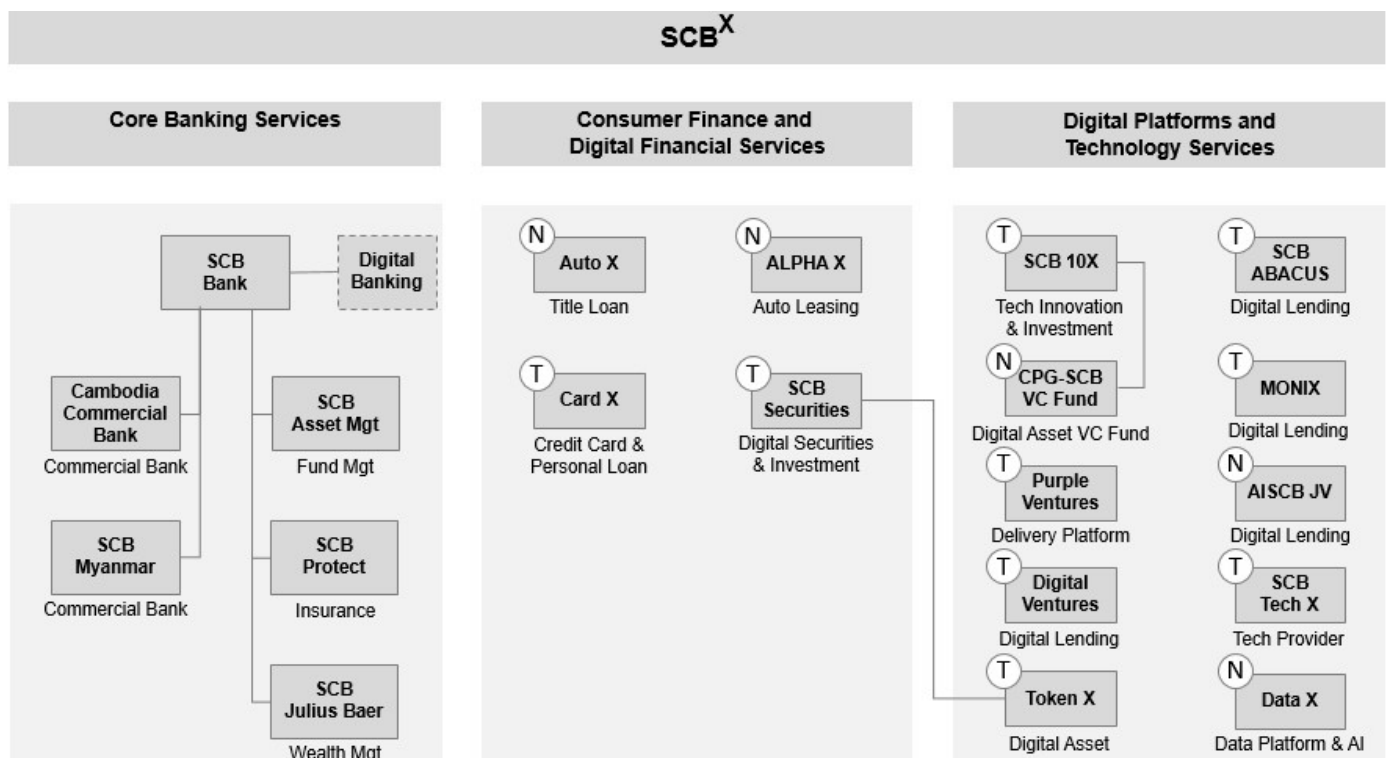 SCB^X
Core Banking Services
Consumer Finance and
Digital Financial Services
Digital Platforms and
Technology Services
SCB
Bank
Digital
Banking
Cambodia
Commercial
Bank
Commercial Bank
SCB
Asset Mgt
Fund Mgt
SCB
Myanmar
Commercial Bank
SCB
Protect
Insurance
SCB
Julius Baer
Wealth Mgt
N
Auto X
Title Loan
N
ALPHA X
Auto Leasing
T
Card X
Credit Card &
Personal Loan
T
SCB
Securities
Digital Securities
& Investment
T
SCB 10X
Tech Innovation
& Investment
T
SCB
ABACUS
Digital Lending
N
CPG-SCB
VC Fund
Digital Asset VC Fund
T
MONIX
Digital Lending
T
Purple
Ventures
Delivery Platform
N
AISCB JV
Digital Lending
T
Digital
Ventures
Digital Lending
T
SCB
Tech X
Tech Provider
T
Token X
Digital Asset
N
Data X
Data Platform & AI